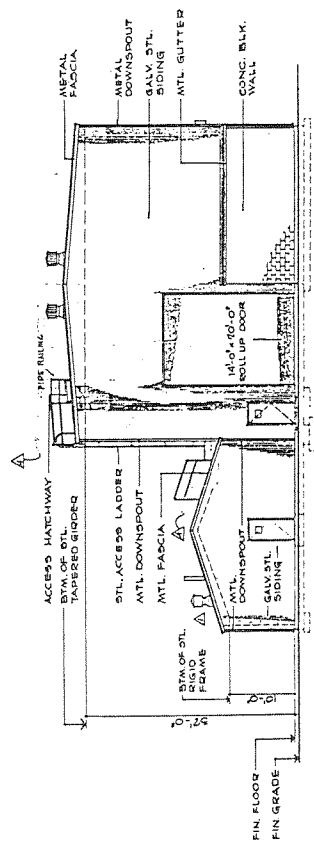 METAL
FASCIA
METAL
DOWNSPOUT
GALV. STL.
SIDING
MTL. GUTTER
CONC. BLK.
WALL
PIPE RAILING
14'-0" x 20'-0"
ROLL UP DOOR
ACCESS HATCHWAY
BTM. OF STL.
TAPERED GIRDER
STL. ACCESS LADDER
MTL. DOWNSPOUT
MTL. FASCIA
BTM. OF STL.
RIGID
FRAME
MTL.
DOWNSPOUT
GALV. STL.
SIDING
32'-0"
10'-0"
FIN. FLOOR
FIN. GRADE